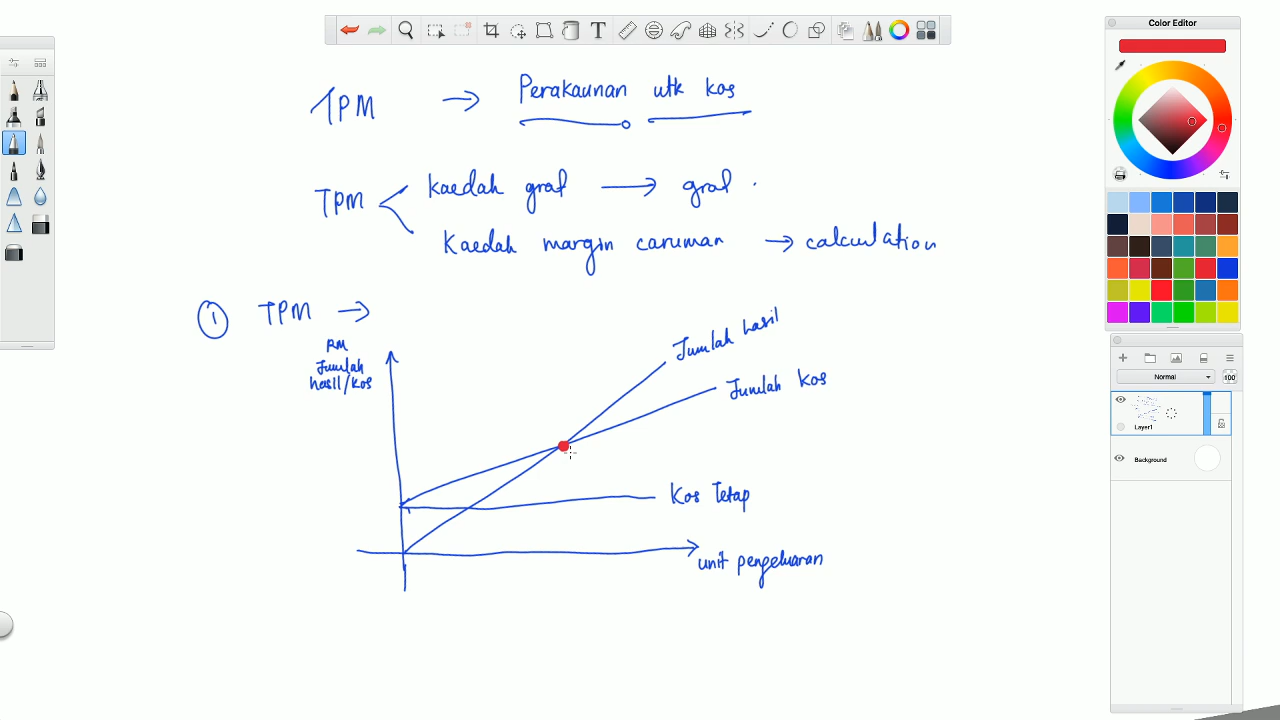 Color Editor
TPM → Perakaunan utk kos
TPM
Kaedah graf → graf .
Kaedah margin caruman → calculation
① TPM →
RM
Jumlah
hasil/kos
Jumlah hasil
Jumlah kos
Kos Tetap
unit pengeluaran
Normal
100
Layer1
Background